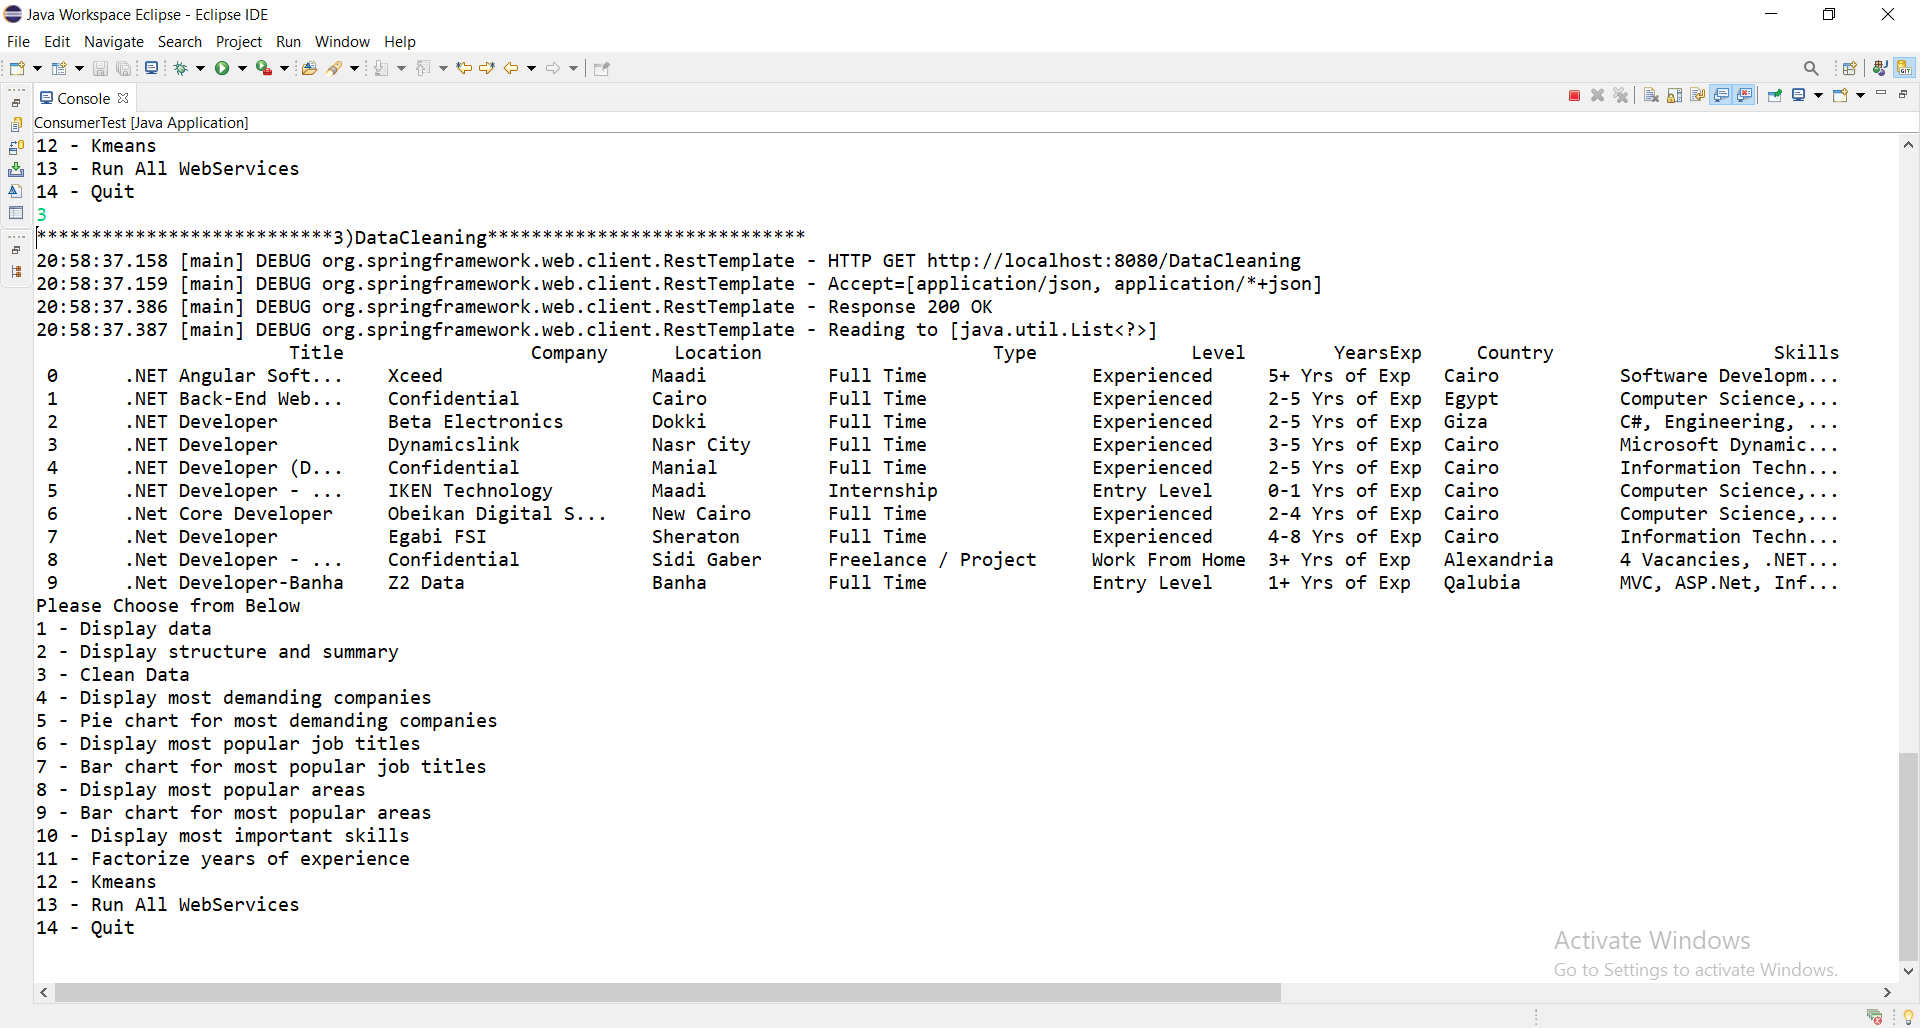 Java Workspace Eclipse - Eclipse IDE
File Edit Navigate Search Project Run Window Help
Console
ConsumerTest [Java Application]
12 - Kmeans
13 - Run All WebServices
14 - Quit
3
***************************3)DataCleaning*****************************
20:58:37.158 [main] DEBUG org.springframework.web.client.RestTemplate - HTTP GET http://localhost:8080/DataCleaning
20:58:37.159 [main] DEBUG org.springframework.web.client.RestTemplate - Accept=[application/json, application/*+json]
20:58:37.386 [main] DEBUG org.springframework.web.client.RestTemplate - Response 200 OK
20:58:37.387 [main] DEBUG org.springframework.web.client.RestTemplate - Reading to [java.util.List<?>]
Title Company Location Type Level YearsExp Country Skills
0 .NET Angular Soft... Xceed Maadi Full Time Experienced 5+ Yrs of Exp Cairo Software Developm...
1 .NET Back-End Web... Confidential Cairo Full Time Experienced 2-5 Yrs of Exp Egypt Computer Science,...
2 .NET Developer Beta Electronics Dokki Full Time Experienced 2-5 Yrs of Exp Giza C#, Engineering, ...
3 .NET Developer Dynamicslink Nasr City Full Time Experienced 3-5 Yrs of Exp Cairo Microsoft Dynamic...
4 .NET Developer (D... Confidential Manial Full Time Experienced 2-5 Yrs of Exp Cairo Information Techn...
5 .NET Developer - ... IKEN Technology Maadi Internship Entry Level 0-1 Yrs of Exp Cairo Computer Science,...
6 .Net Core Developer Obeikan Digital S... New Cairo Full Time Experienced 2-4 Yrs of Exp Cairo Computer Science,...
7 .Net Developer Egabi FSI Sheraton Full Time Experienced 4-8 Yrs of Exp Cairo Information Techn...
8 .Net Developer - ... Confidential Sidi Gaber Freelance / Project Work From Home 3+ Yrs of Exp Alexandria 4 Vacancies, .NET...
9 .Net Developer-Banha Z2 Data Banha Full Time Entry Level 1+ Yrs of Exp Qalubia MVC, ASP.Net, Inf...
Please Choose from Below
1 - Display data
2 - Display structure and summary
3 - Clean Data
4 - Display most demanding companies
5 - Pie chart for most demanding companies
6 - Display most popular job titles
7 - Bar chart for most popular job titles
8 - Display most popular areas
9 - Bar chart for most popular areas
10 - Display most important skills
11 - Factorize years of experience
12 - Kmeans
13 - Run All WebServices
14 - Quit
Activate Windows
Go to Settings to activate Windows.